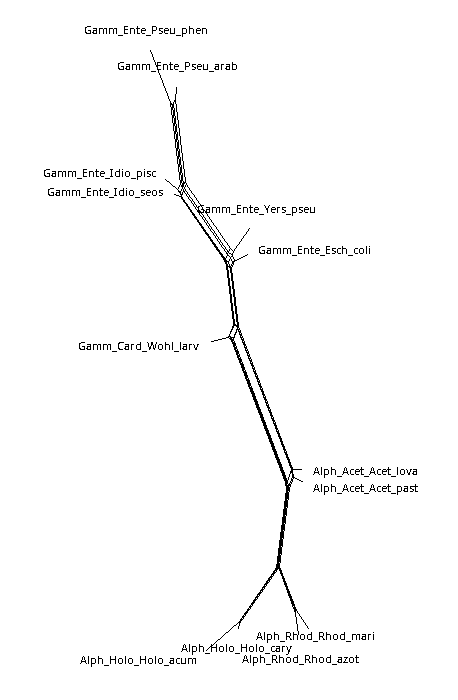 Gamm_Ente_Pseu_phen
Gamm_Ente_Pseu_arab
Gamm_Ente_Idio_pisc
Gamm_Ente_Idio_seos
Gamm_Ente_Yers_pseu
Gamm_Ente_Esch_coli
Gamm_Card_Wohl_larv
Alph_Acet_Acet_lova
Alph_Acet_Acet_past
Alph_Rhod_Rhod_mari
Alph_Holo_Holo_cary
Alph_Holo_Holo_acum
Alph_Rhod_Rhod_azot